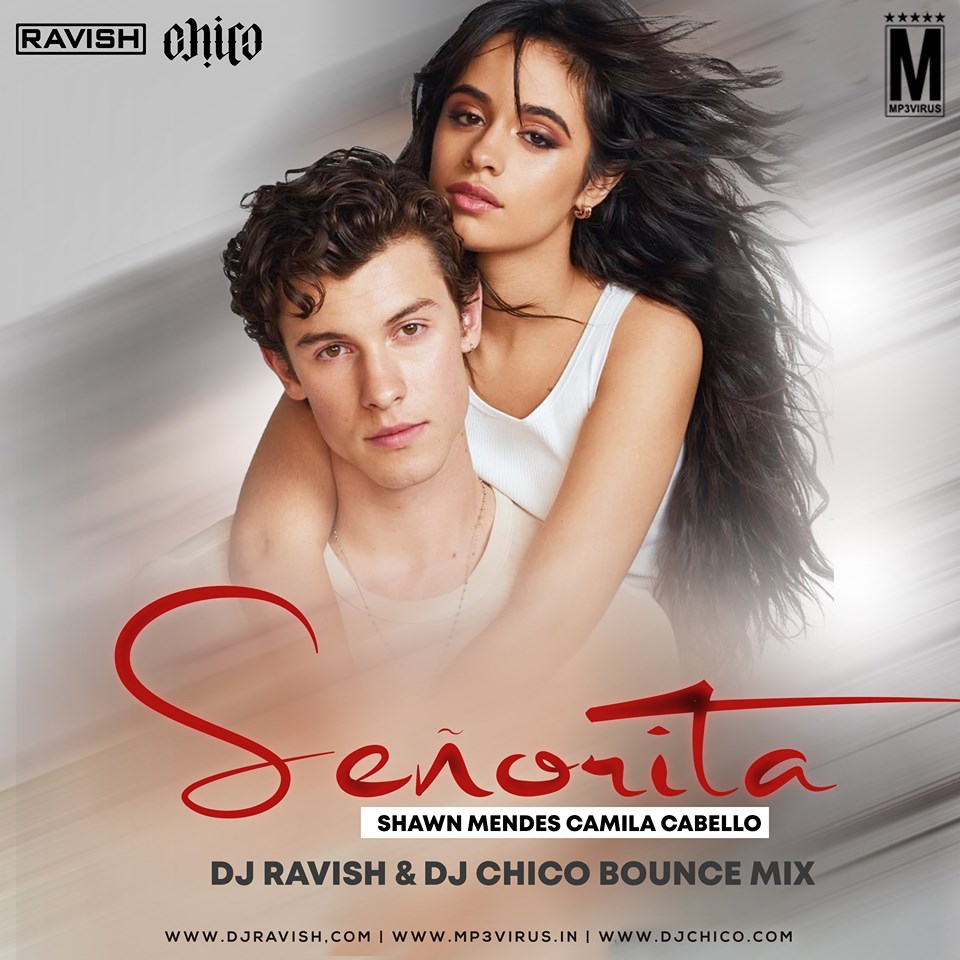 RAVISH chico
M
MP3VIRUS
Señorita
SHAWN MENDES CAMILA CABELLO
DJ RAVISH & DJ CHICO BOUNCE MIX
WWW.DJRAVISH,COM | WWW.MP3VIRUS.IN | WWW.DJCHICO.COM